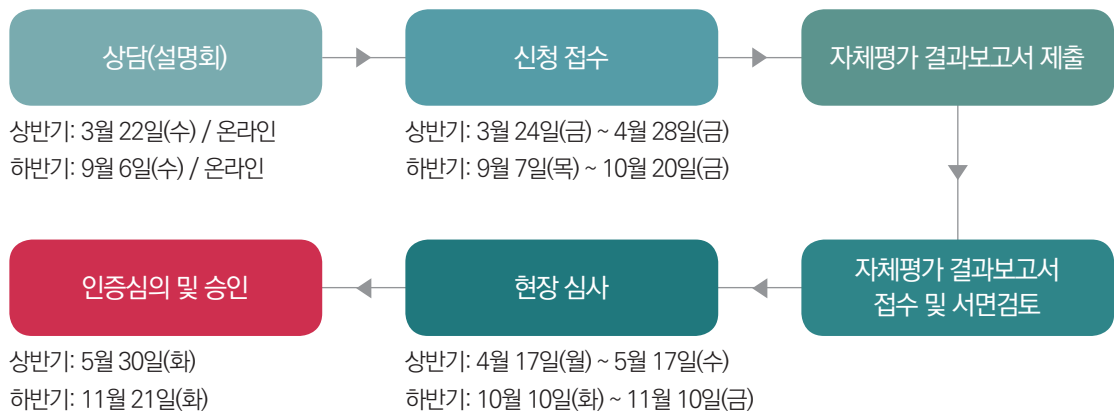 상담(설명회)
상반기: 3월 22일(수) / 온라인
하반기: 9월 6일(수) / 온라인
신청 접수
상반기: 3월 24일(금) ~ 4월 28일(금)
하반기: 9월 7일(목) ~ 10월 20일(금)
자체평가 결과보고서 제출
자체평가 결과보고서
접수 및 서면검토
현장 심사
상반기: 4월 17일(월) ~ 5월 17일(수)
하반기: 10월 10일(화) ~ 11월 10일(금)
인증심의 및 승인
상반기: 5월 30일(화)
하반기: 11월 21일(화)